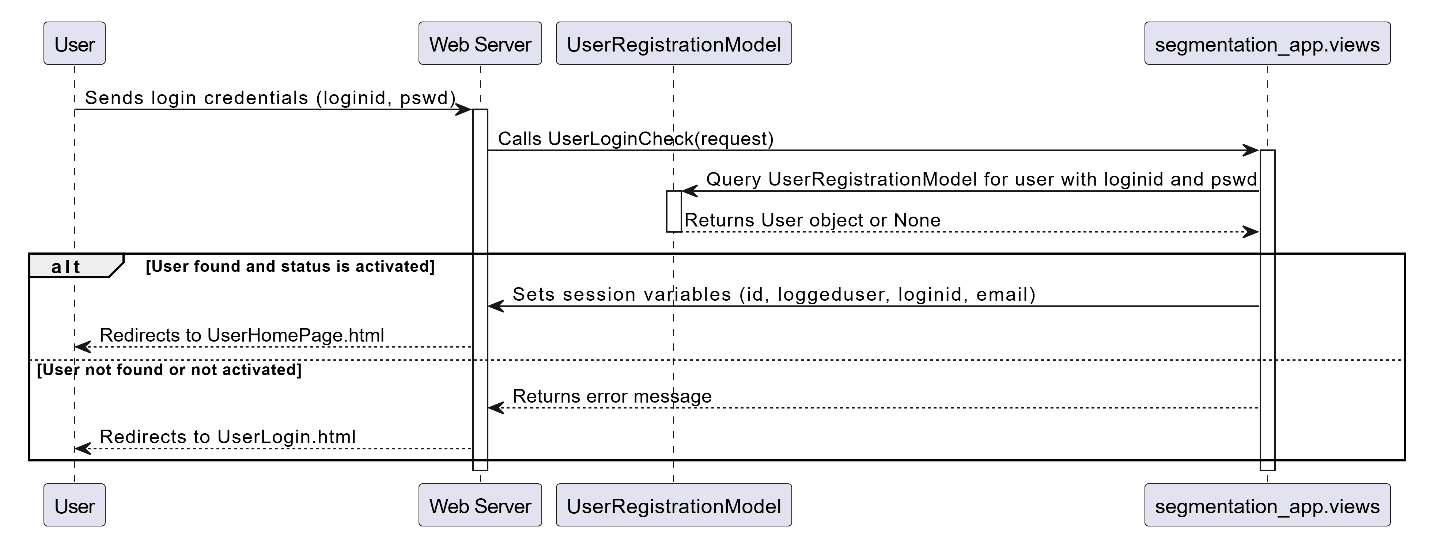 User
Web Server
UserRegistrationModel
segmentation_app.views
Sends login credentials (loginid, pswd)
Calls UserLoginCheck(request)
Query UserRegistrationModel for user with loginid and pswd
Returns User object or None
alt
[User found and status is activated]
Sets session variables (id, loggeduser, loginid, email)
Redirects to UserHomePage.html
[User not found or not activated]
Returns error message
Redirects to UserLogin.html
User
Web Server
UserRegistrationModel
segmentation_app.views